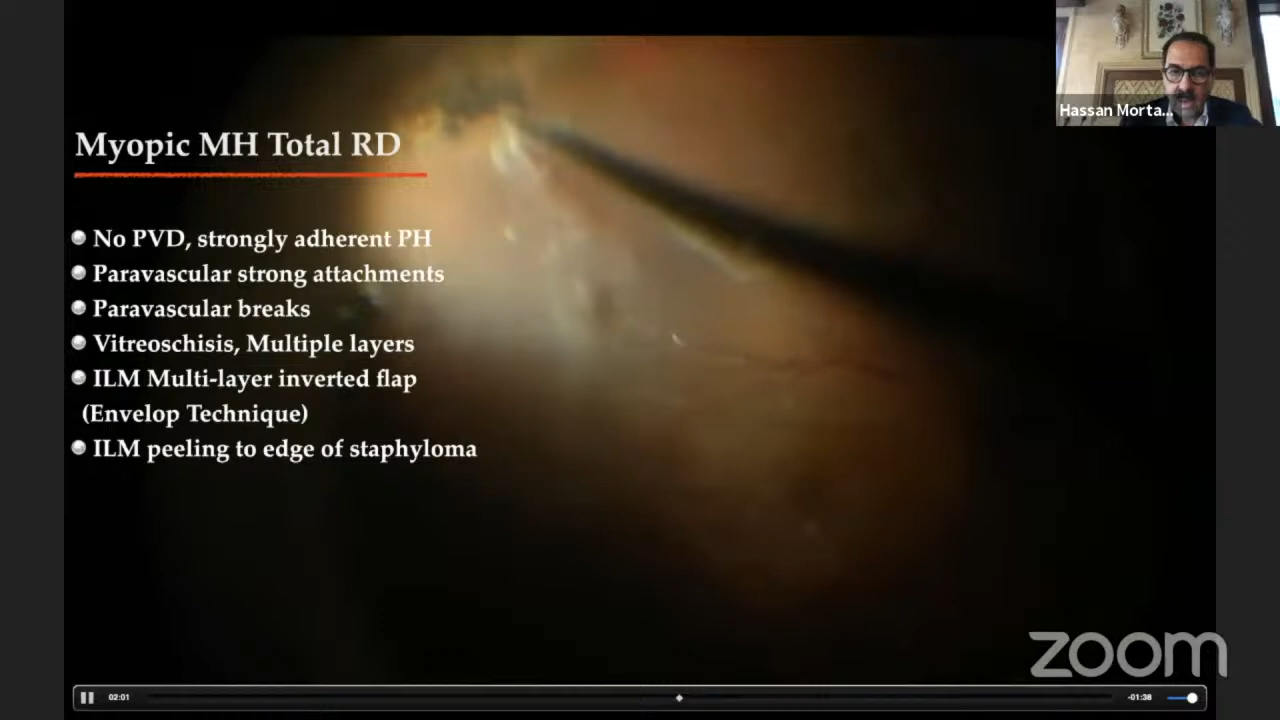 Hassan Morta...
Myopic MH Total RD
No PVD, strongly adherent PH
Paravascular strong attachments
Paravascular breaks
Vitreoschisis, Multiple layers
ILM Multi-layer inverted flap
(Envelop Technique)
ILM peeling to edge of staphyloma
zoom
02:01
-01:38